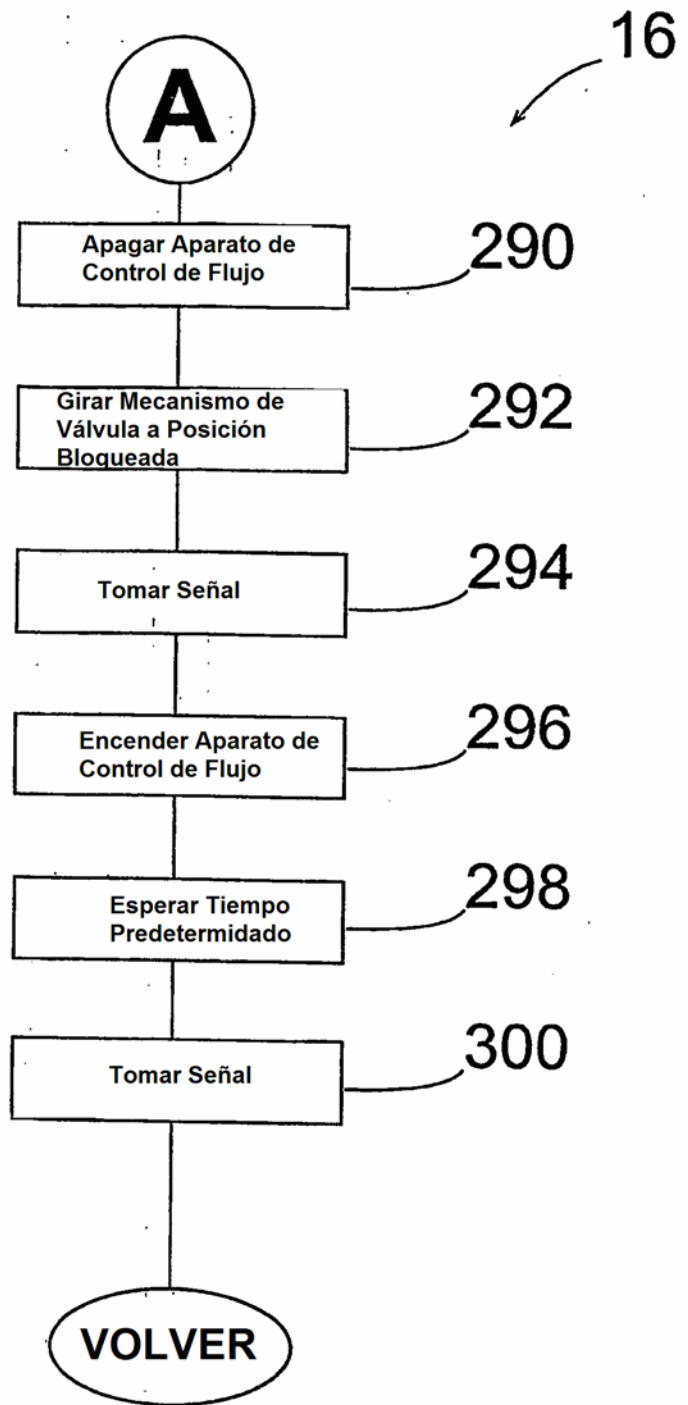 16
A
Apagar Aparato de
Control de Flujo
290
Girar Mecanismo de
Válvula a Posición
Bloqueada
292
Tomar Señal
294
Encender Aparato de
Control de Flujo
296
Esperar Tiempo
Predetermidado
298
Tomar Señal
300
VOLVER